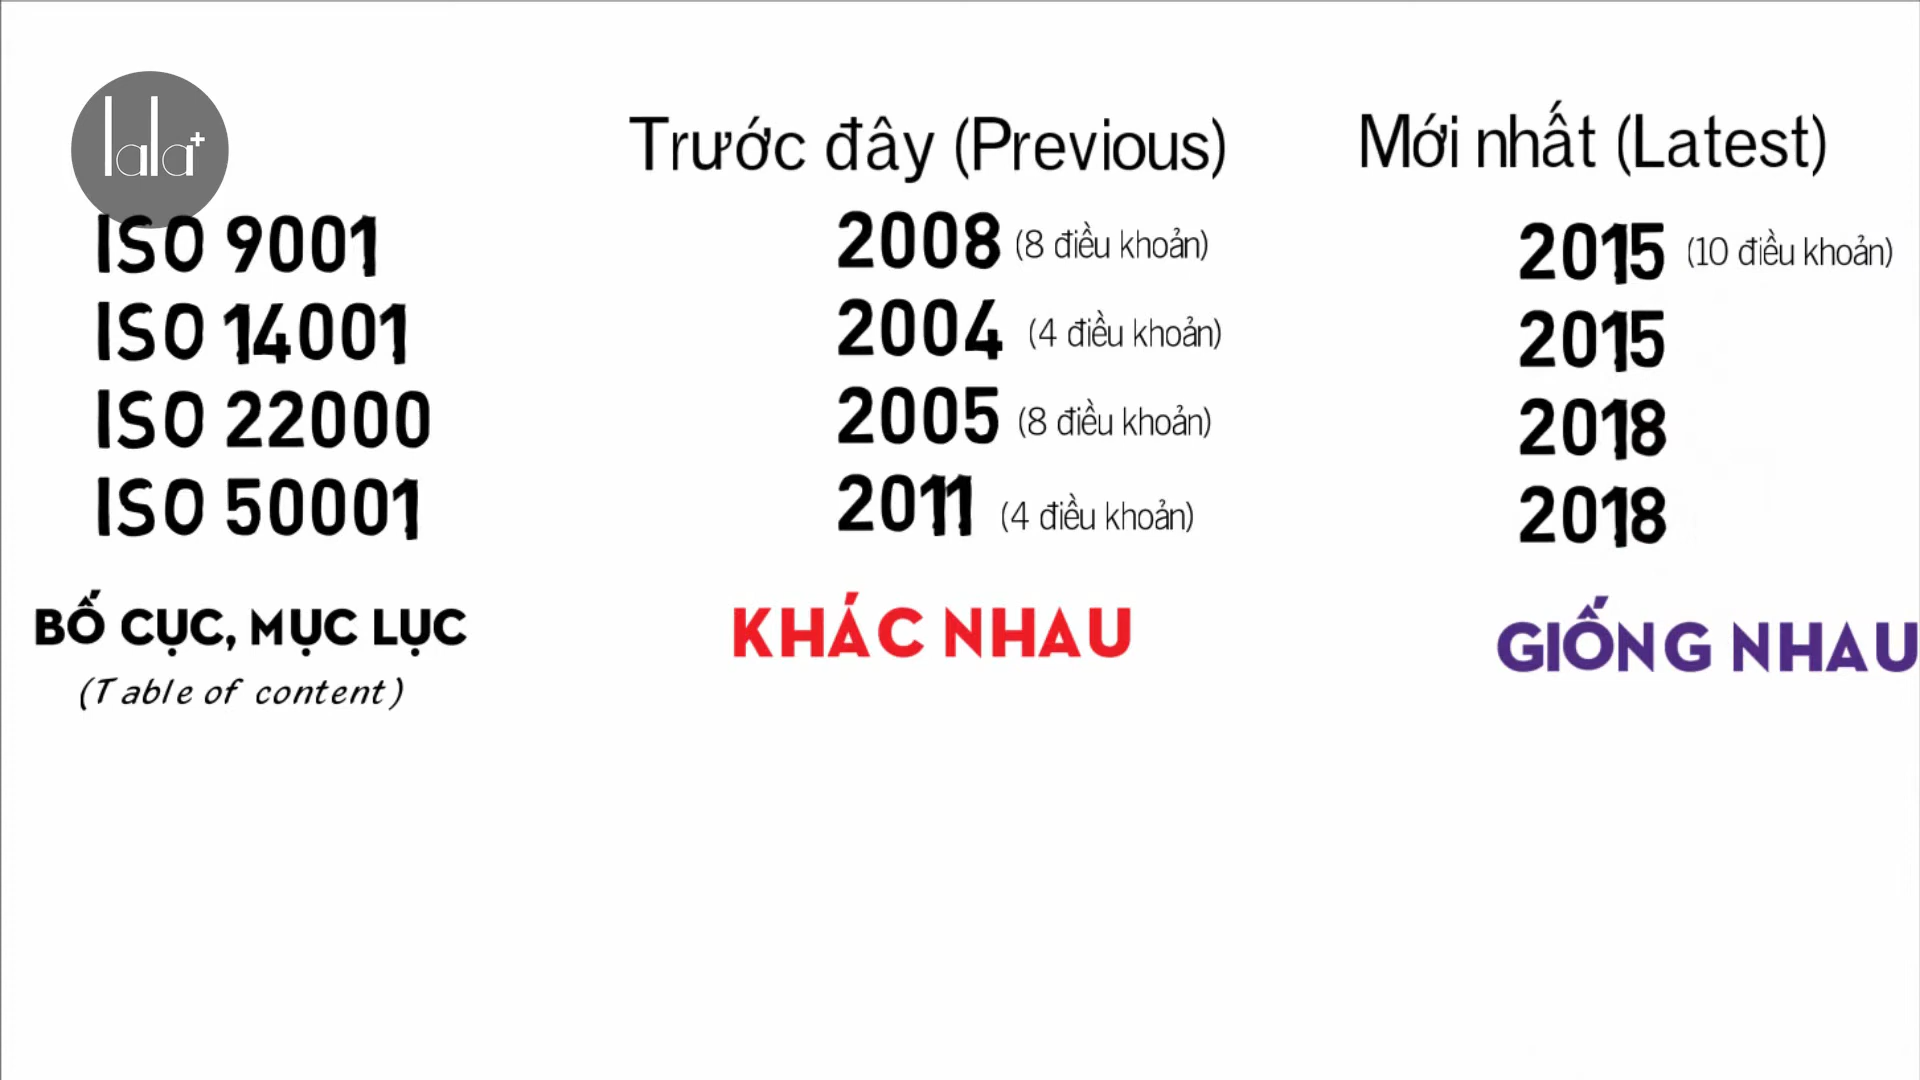 lala+
Trước đây (Previous) Mới nhất (Latest)
ISO 9001 2008 (8 điều khoản) 2015 (10 điều khoản)
ISO 14001 2004 (4 điều khoản) 2015
ISO 22000 2005 (8 điều khoản) 2018
ISO 50001 2011 (4 điều khoản) 2018
BỐ CỤC, MỤC LỤC KHÁC NHAU GIỐNG NHAU
(Table of content)